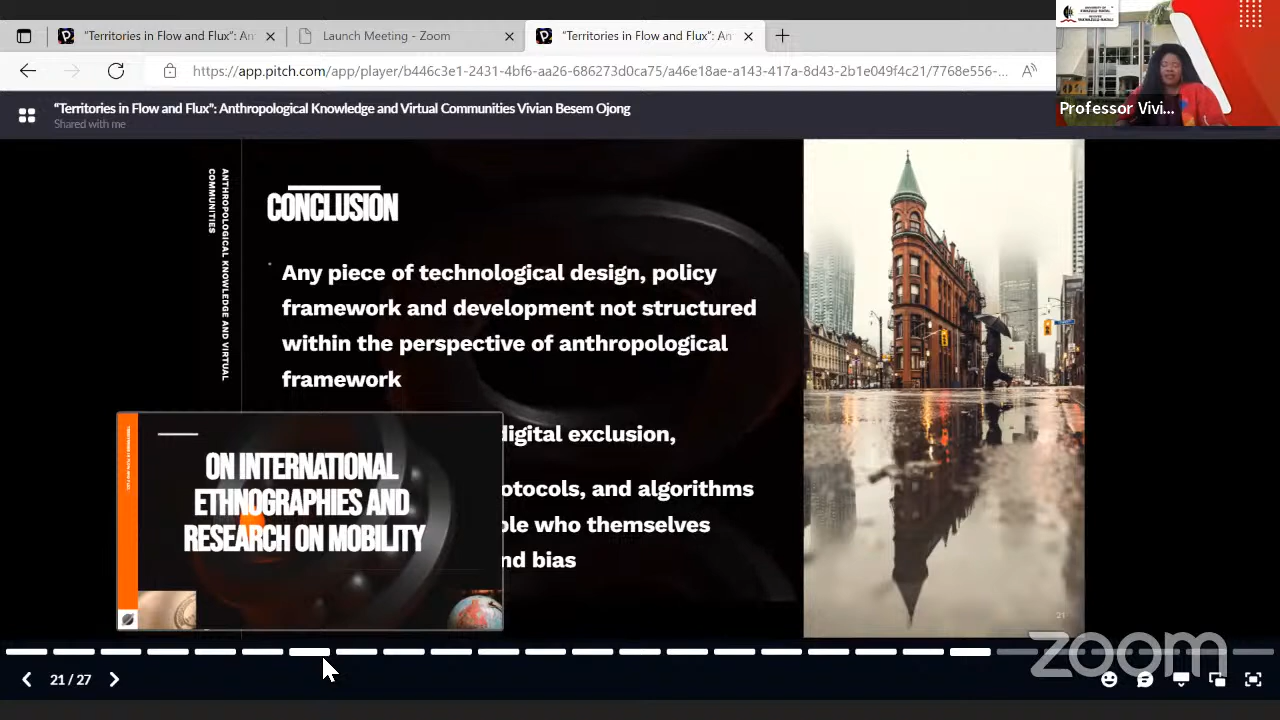 "Territories in Flow and Flux": An
Launch Meeting - Zoom
"Territories in Flow and Flux": An
https://app.pitch.com/app/player/b446c3e1-2431-4bf6-aa26-686273d0ca75/a46e18ae-a143-417a-8d43-2b1e049f4c21/7768e556-...
"Territories in Flow and Flux": Anthropological Knowledge and Virtual Communities Vivian Besem Ojong
Shared with me
Professor Vivi...
ANTHROPOLOGICAL KNOWLEDGE AND VIRTUAL
COMMUNITIES
CONCLUSION
Any piece of technological design, policy
framework and development not structured
within the perspective of anthropological
framework
digital exclusion,
otocols, and algorithms
ple who themselves
nd bias
ON INTERNATIONAL
ETHNOGRAPHIES AND
RESEARCH ON MOBILITY
21
zoom
21 / 27